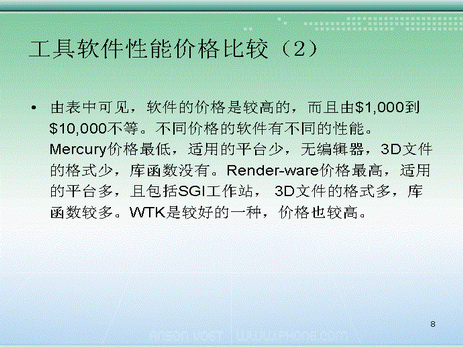 工具软件性能价格比较（2）
• 由表中可见，软件的价格是较高的，而且由$1,000到
$10,000不等。不同价格的软件有不同的性能。
Mercury价格最低，适用的平台少，无编辑器，3D文件
的格式少，库函数没有。Render-ware价格最高，适用
的平台多，且包括SGI工作站， 3D文件的格式多，库
函数较多。WTK是较好的一种，价格也较高。
8